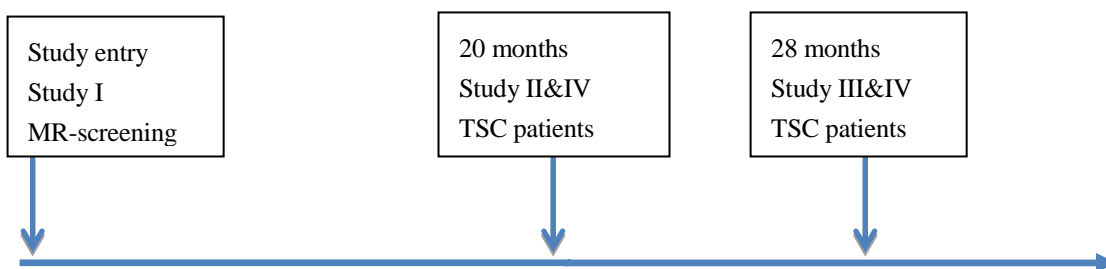 Study entry
Study I
MR-screening
20 months
Study II&IV
TSC patients
28 months
Study III&IV
TSC patients